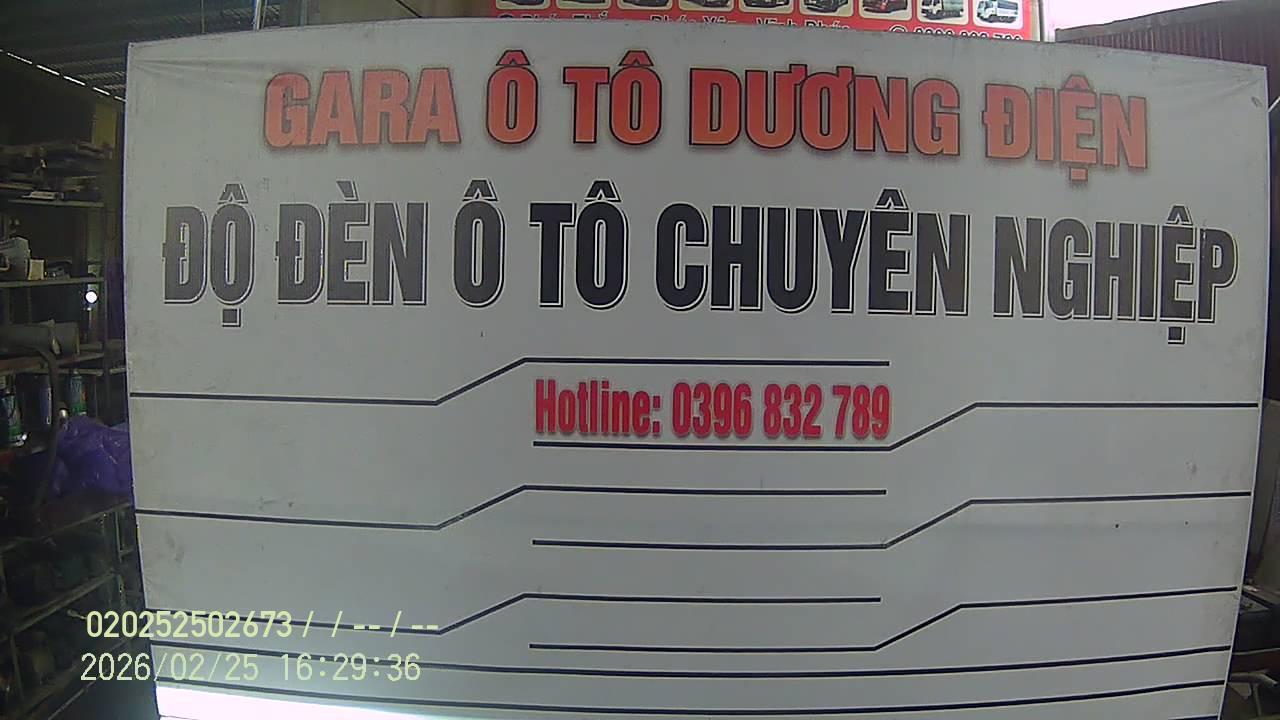 GARA Ô TÔ DƯƠNG ĐIỆN
ĐỘ ĐÈN Ô TÔ CHUYÊN NGHIỆP
Hotline: 0396 832 789
020252502673 / / -- / --
2026/02/25 16:29:36